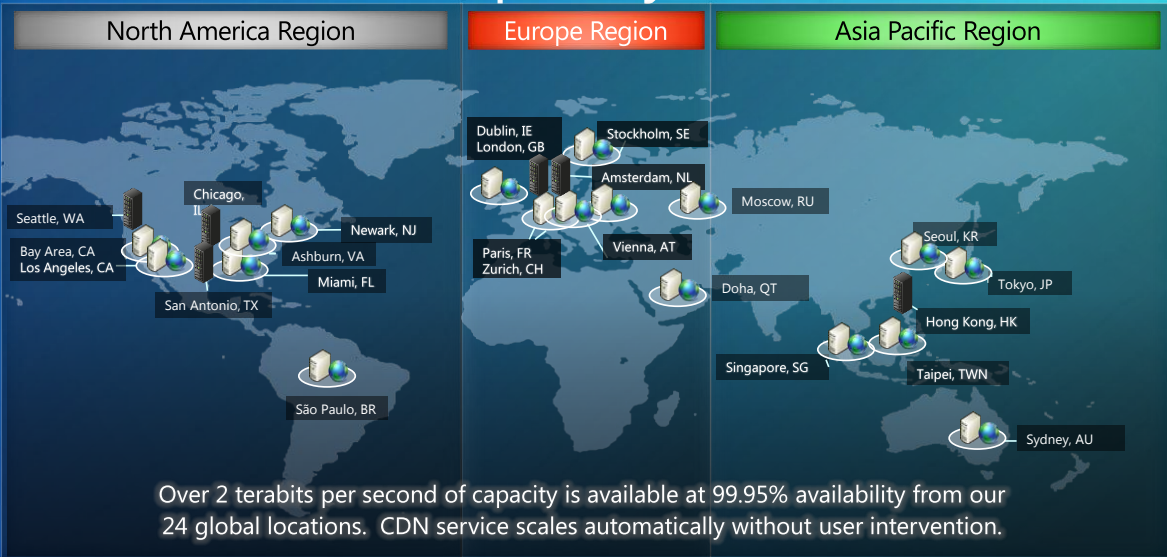 North America Region
Europe Region
Asia Pacific Region
Seattle, WA
Bay Area, CA
Los Angeles, CA
Chicago,
IL
Newark, NJ
Ashburn, VA
Miami, FL
San Antonio, TX
São Paulo, BR
Dublin, IE
London, GB
Stockholm, SE
Amsterdam, NL
Moscow, RU
Paris, FR
Zurich, CH
Vienna, AT
Doha, QT
Seoul, KR
Tokyo, JP
Hong Kong, HK
Singapore, SG
Taipei, TWN
Sydney, AU
Over 2 terabits per second of capacity is available at 99.95% availability from our
24 global locations.  CDN service scales automatically without user intervention.